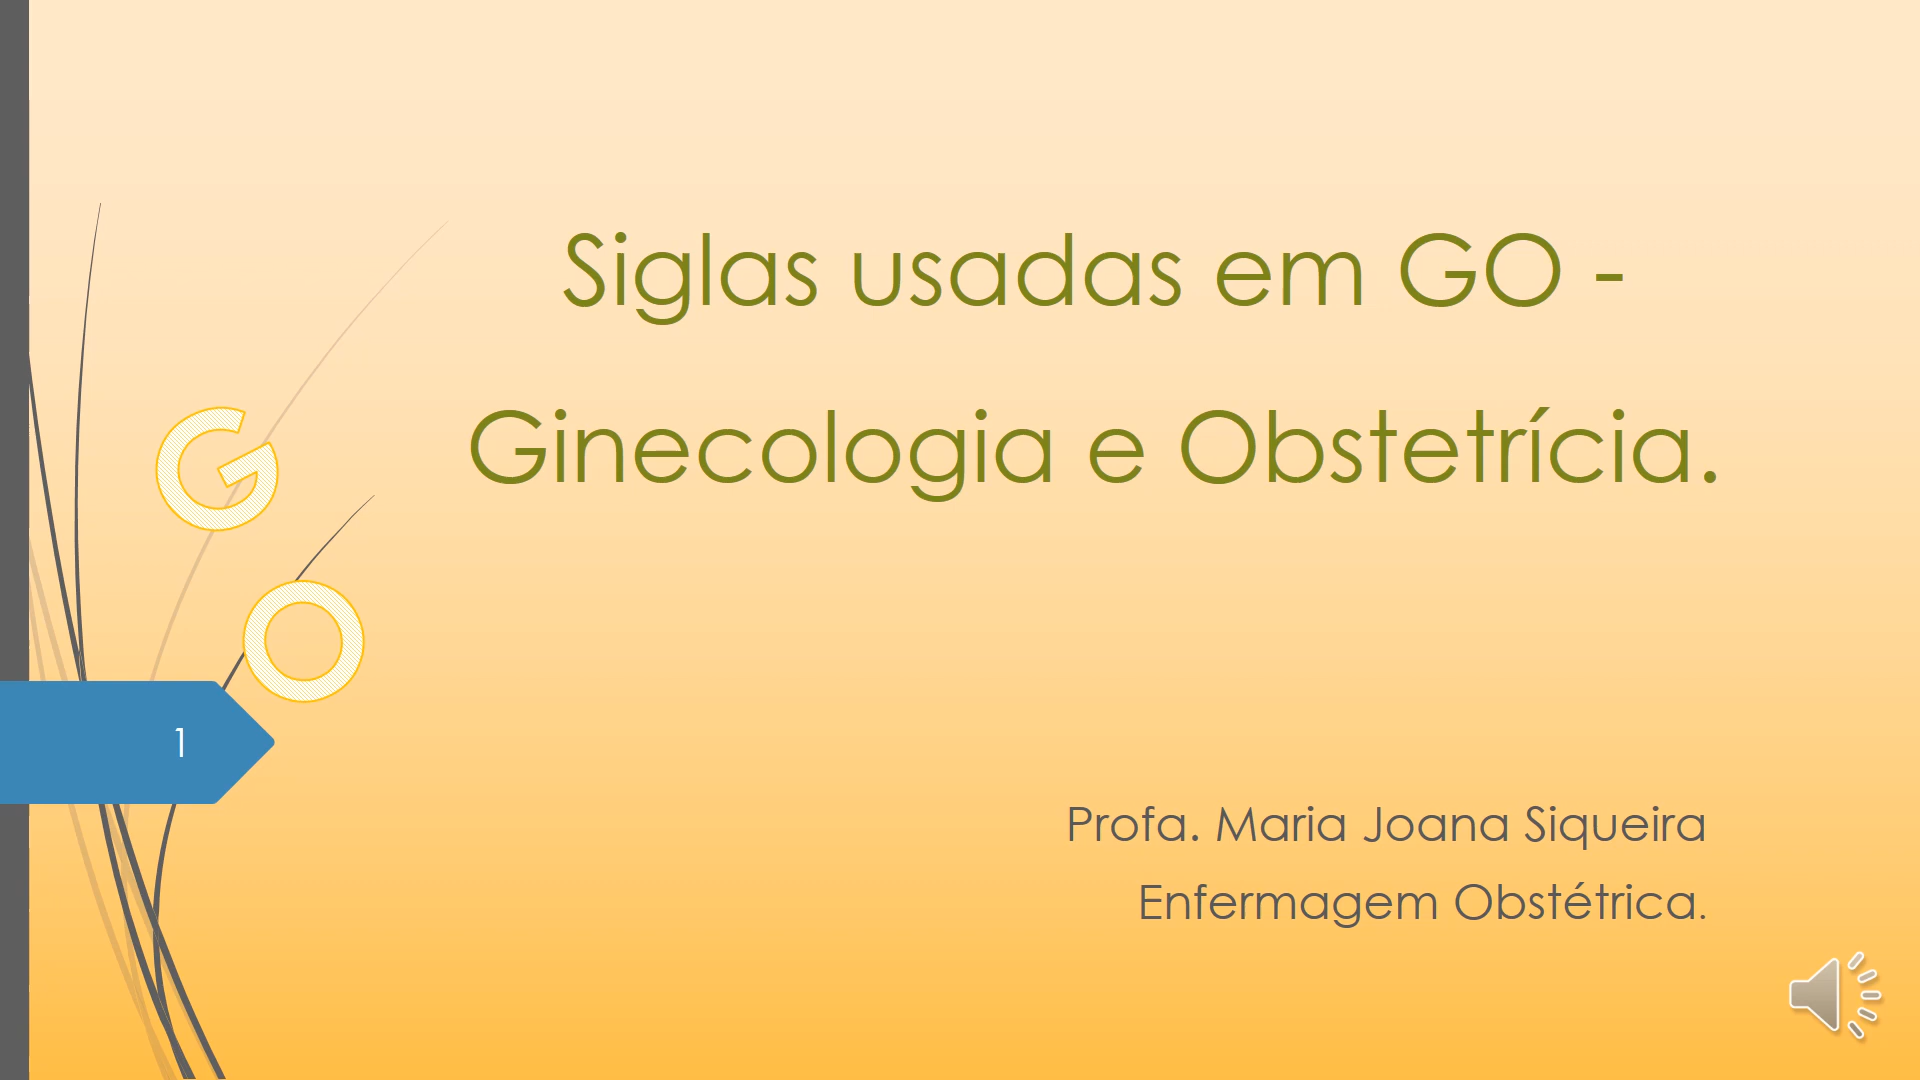 Siglas usadas em GO -
Ginecologia e Obstetrícia.
G
O
1
Profa. Maria Joana Siqueira
Enfermagem Obstétrica.